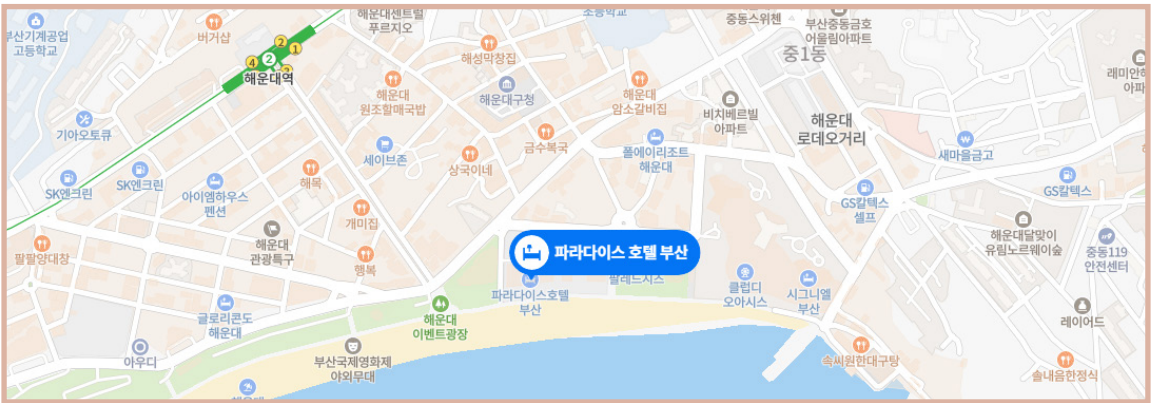 해운대센트럴
푸르지오
초등학교
중동스위첸
부산중동금호
어울림아파트
부산기계공업
고등학교
버거샵
2
1
4
2
해운대역
해성막창집
중1동
래미안해
아파
해운대
원조할매국밥
해운대구청
해운대
암소갈비집
비치베르빌
아파트
해운대
로데오거리
기아오토큐
세이브존
금수복국
상국이네
폴에이리조트
해운대
새마을금고
SK엔크린
SK엔크린
아이엠하우스
펜션
해목
개미집
GS칼텍스
셀프
GS칼텍스
팔팔양대창
해운대
관광특구
행복
파라다이스 호텔 부산
해운대달맞이
유림노르웨이숲
중동119
안전센터
파라다이스호텔
부산
팔레드시즈
클럽디
오아시스
시그니엘
부산
글로리콘도
해운대
해운대
이벤트광장
레이어드
아우디
부산국제영화제
야외무대
속씨원한대구탕
솔내음한정식